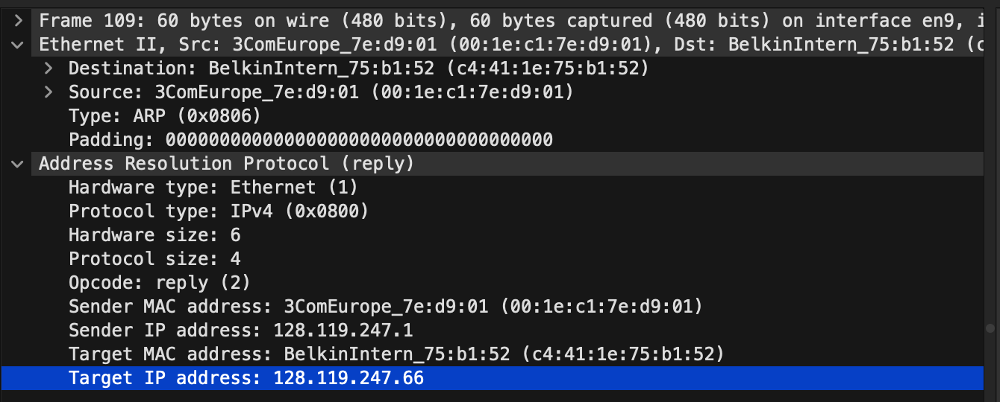 Frame 109: 60 bytes on wire (480 bits), 60 bytes captured (480 bits) on interface en9, i
Ethernet II, Src: 3ComEurope_7e:d9:01 (00:1e:c1:7e:d9:01), Dst: BelkinIntern_75:b1:52 (c
Destination: BelkinIntern_75:b1:52 (c4:41:1e:75:b1:52)
Source: 3ComEurope_7e:d9:01 (00:1e:c1:7e:d9:01)
Type: ARP (0x0806)
Padding: 000000000000000000000000000000000000
Address Resolution Protocol (reply)
Hardware type: Ethernet (1)
Protocol type: IPv4 (0x0800)
Hardware size: 6
Protocol size: 4
Opcode: reply (2)
Sender MAC address: 3ComEurope_7e:d9:01 (00:1e:c1:7e:d9:01)
Sender IP address: 128.119.247.1
Target MAC address: BelkinIntern_75:b1:52 (c4:41:1e:75:b1:52)
Target IP address: 128.119.247.66